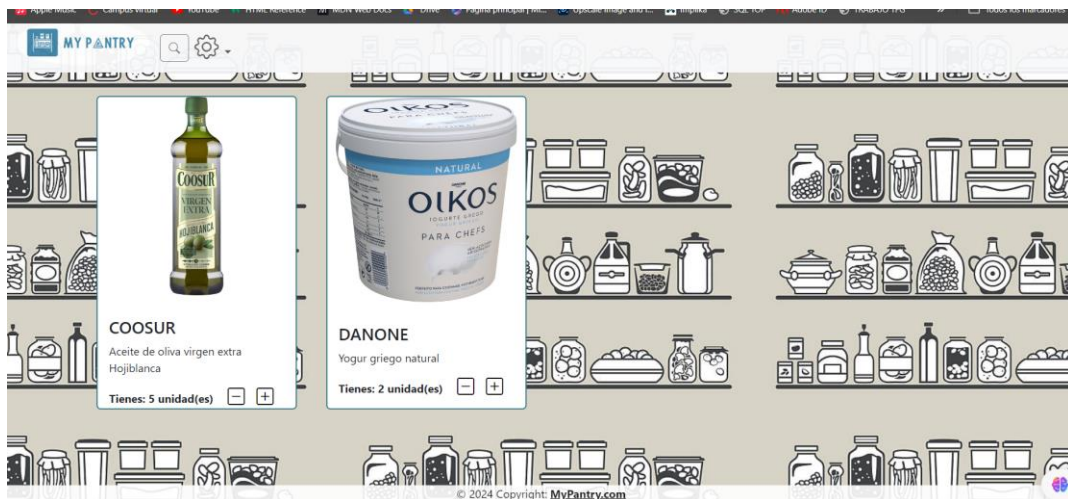 Apple Music
Campus virtual
YouTube
HTML Reference
MDN Web Docs
Drive
Página principal | Mi...
Upscale image and i...
Implika
SQL TOP
Adobe ID
TRABAJO TFG
»
Todos los marcadores
MY PANTRY
COOSUR
VIRGEN
EXTRA
HOJIBLANCA
OIKOS
PARA CHEFS
NATURAL
OIKOS
PARA CHEFS
COOSUR
Aceite de oliva virgen extra
Hojiblanca
Tienes: 5 unidad(es)
DANONE
Yogur griego natural
Tienes: 2 unidad(es)
© 2024 Copyright: MyPantry.com